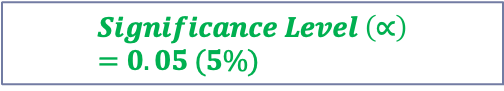 Significance Level (∝)
= 0.05 (5%)